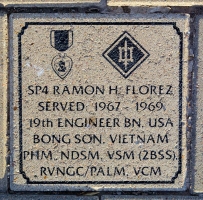 SP4 RAMON H. FLOREZ
SERVED 1967 - 1969
19th ENGINEER BN, USA
BONG SON, VIETNAM
PHM, NDSM, VSM (2BSS),
RVNGC/PALM, VCM